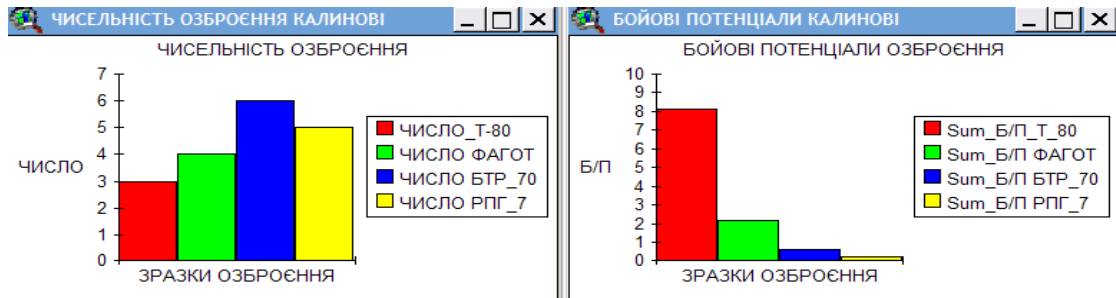 ЧИСЕЛЬНІСТЬ ОЗБРОЄННЯ КАЛИНОВІ
ЧИСЕЛЬНІСТЬ ОЗБРОЄННЯ
7
6
5
4
3
2
1
0
ЧИСЛО
ЗРАЗКИ ОЗБРОЄННЯ
ЧИСЛО_Т-80
ЧИСЛО ФАГОТ
ЧИСЛО БТР_70
ЧИСЛО РПГ_7
БОЙОВІ ПОТЕНЦІАЛИ КАЛИНОВІ
БОЙОВІ ПОТЕНЦІАЛИ ОЗБРОЄННЯ
10
9
8
7
6
5
4
3
2
1
0
Б/П
ЗРАЗКИ ОЗБРОЄННЯ
Sum_Б/П_Т_80
Sum_Б/П ФАГОТ
Sum_Б/П БТР_70
Sum_Б/П РПГ_7